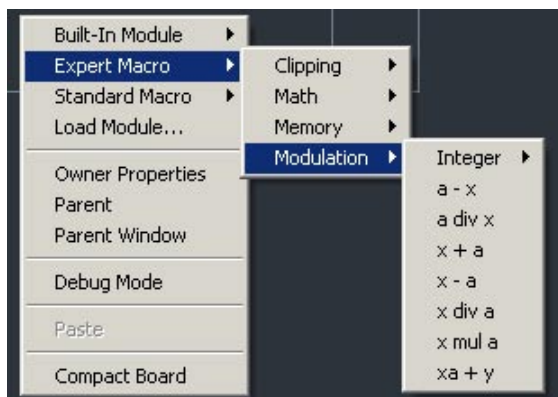 Built-In Module
Expert Macro
Standard Macro
Load Module...
Owner Properties
Parent
Parent Window
Debug Mode
Paste
Compact Board
Clipping
Math
Memory
Modulation
Integer
a - x
a div x
x + a
x - a
x div a
x mul a
xa + y